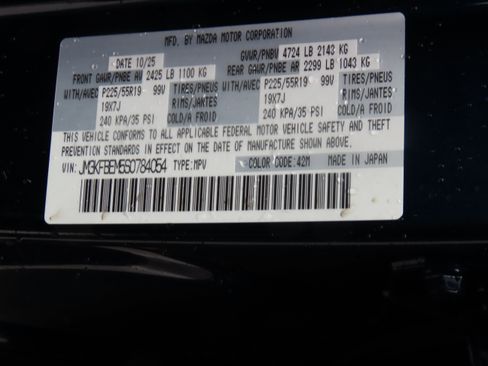 MFD. BY MAZDA MOTOR CORPORATION
DATE 10/25 GVWR/PNBV 4724 LB 2143 KG
FRONT GAWR/PNBE AV 2425 LB 1100 KG REAR GAWR/PNBE AR 2299 LB 1043 KG
WITH/AVEC P225/55R19 99V TIRES/PNEUS WITH/AVEC P225/55R19 99V TIRES/PNEUS
19X7J RIMS/JANTES 19X7J RIMS/JANTES
240 KPA/35 PSI COLD/A FROID 240 KPA/35 PSI COLD/A FROID
THIS VEHICLE CONFORMS TO ALL APPLICABLE FEDERAL MOTOR VEHICLE SAFETY AND THEFT
PREVENTION STANDARDS IN EFFECT ON THE DATE OF MANUFACTURE SHOWN ABOVE.
VIN: JM3KFBEM5S0784054 TYPE:MPV COLOR CODE:42M MADE IN JAPAN